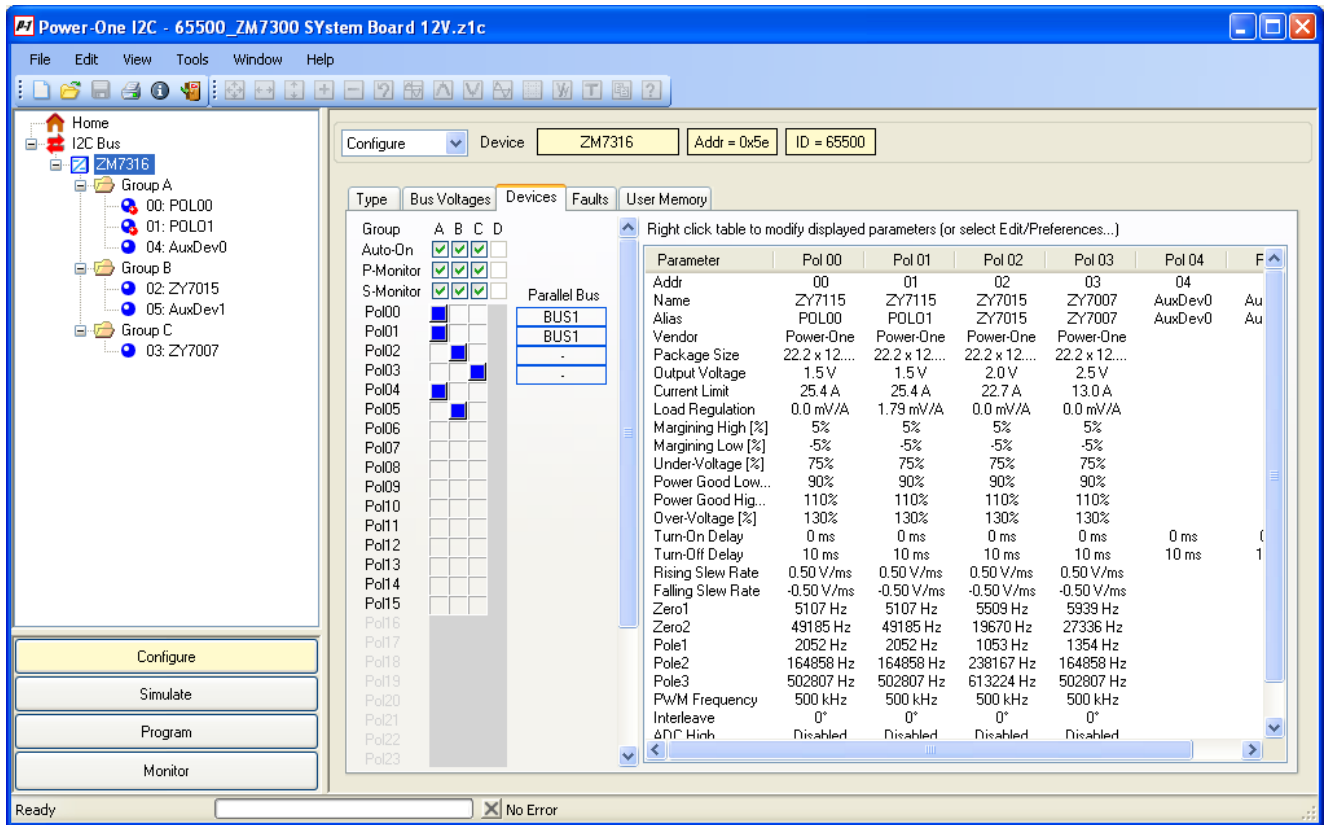 Power-One I2C - 65500_ZM7300 SYstem Board 12V.z1c
File Edit View Tools Window Help
Home
I2C Bus
ZM7316
Group A
00: POL00
01: POL01
04: AuxDev0
Group B
02: ZY7015
05: AuxDev1
Group C
03: ZY7007
Configure
Simulate
Program
Monitor
Configure Device ZM7316 Addr = 0x5e ID = 65500
Type Bus Voltages Devices Faults User Memory
Group A B C D
Auto-On
P-Monitor
S-Monitor Parallel Bus
Pol00 BUS1
Pol01 BUS1
Pol02 -
Pol03 -
Pol04
Pol05
Pol06
Pol07
Pol08
Pol09
Pol10
Pol11
Pol12
Pol13
Pol14
Pol15
Pol16
Pol17
Pol18
Pol19
Pol20
Pol21
Pol22
Pol23
Right click table to modify displayed parameters (or select Edit/Preferences...)
Parameter Pol 00 Pol 01 Pol 02 Pol 03 Pol 04
Addr 00 01 02 03 04
Name ZY7115 ZY7115 ZY7015 ZY7007 AuxDev0 Au
Alias POL00 POL01 ZY7015 ZY7007 AuxDev0 Au
Vendor Power-One Power-One Power-One Power-One
Package Size 22.2 x 12.... 22.2 x 12.... 22.2 x 12.... 22.2 x 12....
Output Voltage 1.5 V 1.5 V 2.0 V 2.5 V
Current Limit 25.4 A 25.4 A 22.7 A 13.0 A
Load Regulation 0.0 mV/A 1.79 mV/A 0.0 mV/A 0.0 mV/A
Margining High [%] 5% 5% 5% 5%
Margining Low [%] -5% -5% -5% -5%
Under-Voltage [%] 75% 75% 75% 75%
Power Good Low... 90% 90% 90% 90%
Power Good Hig... 110% 110% 110% 110%
Over-Voltage [%] 130% 130% 130% 130%
Turn-On Delay 0 ms 0 ms 0 ms 0 ms 0 ms
Turn-Off Delay 10 ms 10 ms 10 ms 10 ms 10 ms 1
Rising Slew Rate 0.50 V/ms 0.50 V/ms 0.50 V/ms 0.50 V/ms
Falling Slew Rate -0.50 V/ms -0.50 V/ms -0.50 V/ms -0.50 V/ms
Zero1 5107 Hz 5107 Hz 5509 Hz 5939 Hz
Zero2 49185 Hz 49185 Hz 19670 Hz 27336 Hz
Pole1 2052 Hz 2052 Hz 1053 Hz 1354 Hz
Pole2 164858 Hz 164858 Hz 238167 Hz 164858 Hz
Pole3 502807 Hz 502807 Hz 613224 Hz 502807 Hz
PWM Frequency 500 kHz 500 kHz 500 kHz 500 kHz
Interleave 0° 0° 0° 0°
ADC High Disabled Disabled Disabled Disabled
Ready No Error